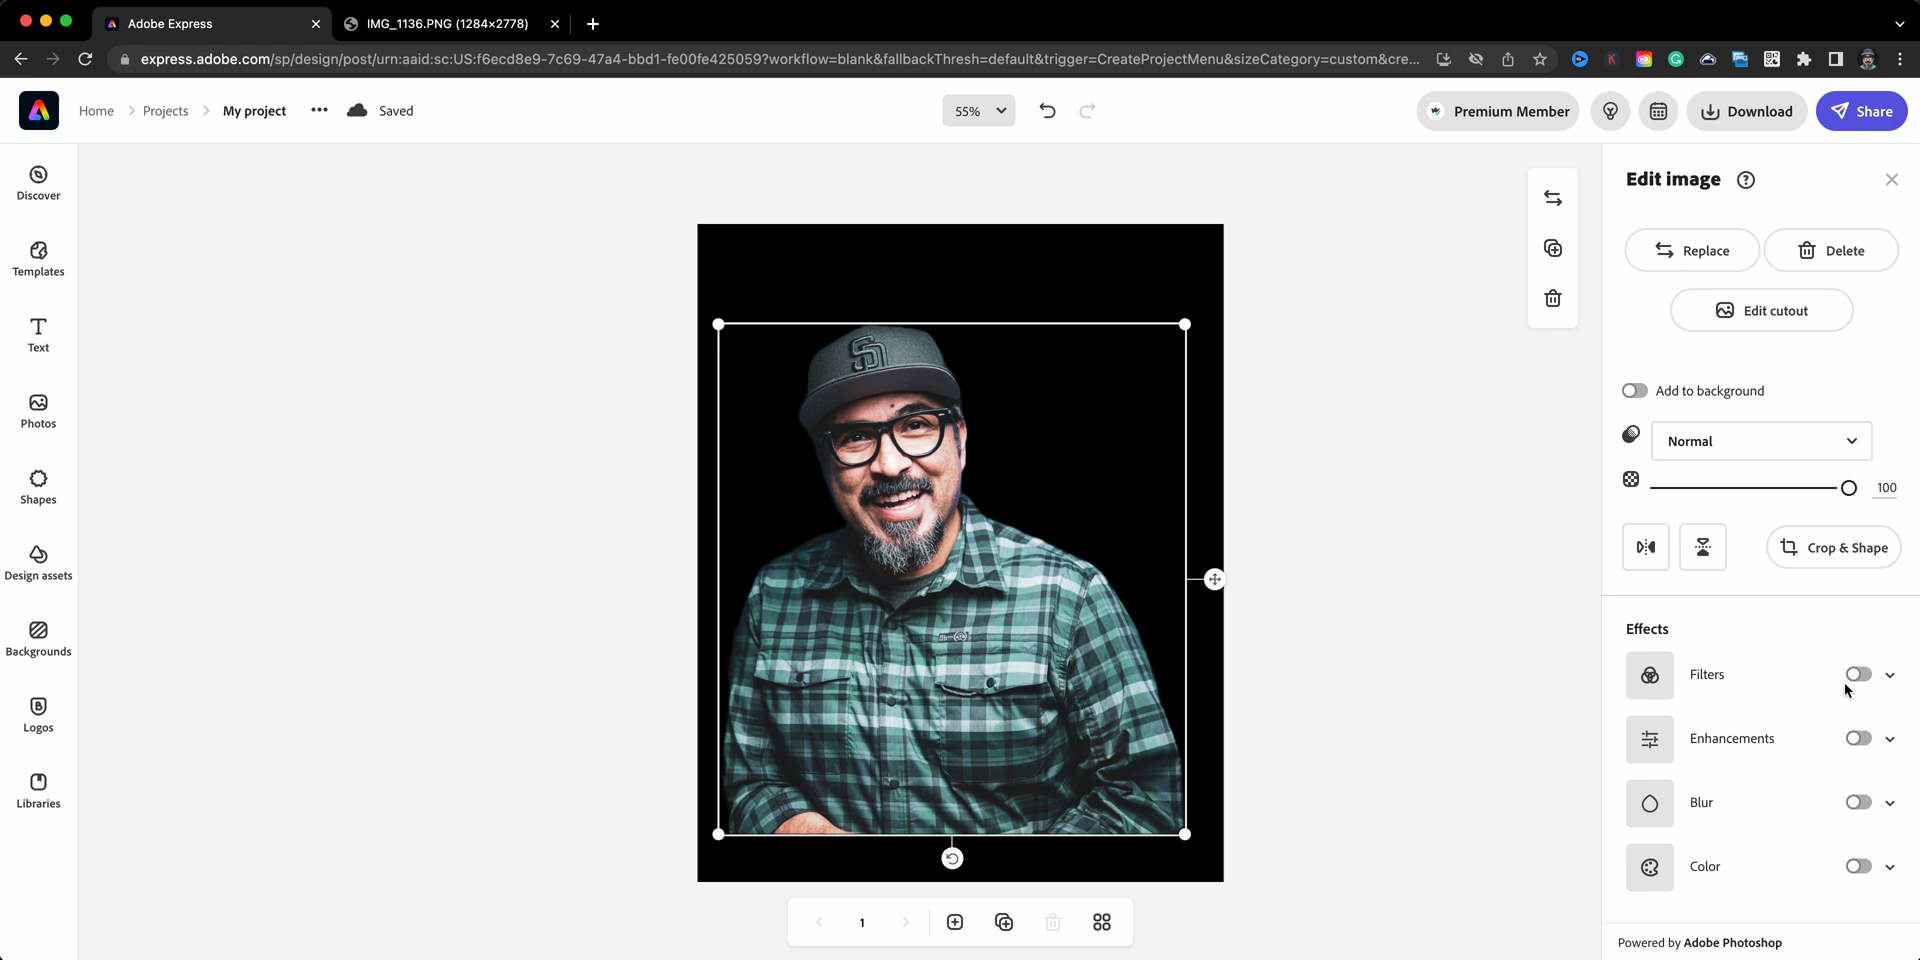 Adobe Express
IMG_1136.PNG (1284×2778)
express.adobe.com/sp/design/post/urn:aaid:sc:US:f6ecd8e9-7c69-47a4-bbd1-fe00fe425059?workflow=blank&fallbackThresh=default&trigger=CreateProjectMenu&sizeCategory=custom&cre...
Home
Projects
My project
Saved
55%
Premium Member
Download
Share
Discover
Templates
Text
Photos
Shapes
Design assets
Backgrounds
Logos
Libraries
SD
1
Edit image
Replace
Delete
Edit cutout
Add to background
Normal
100
Crop & Shape
Effects
Filters
Enhancements
Blur
Color
Powered by Adobe Photoshop